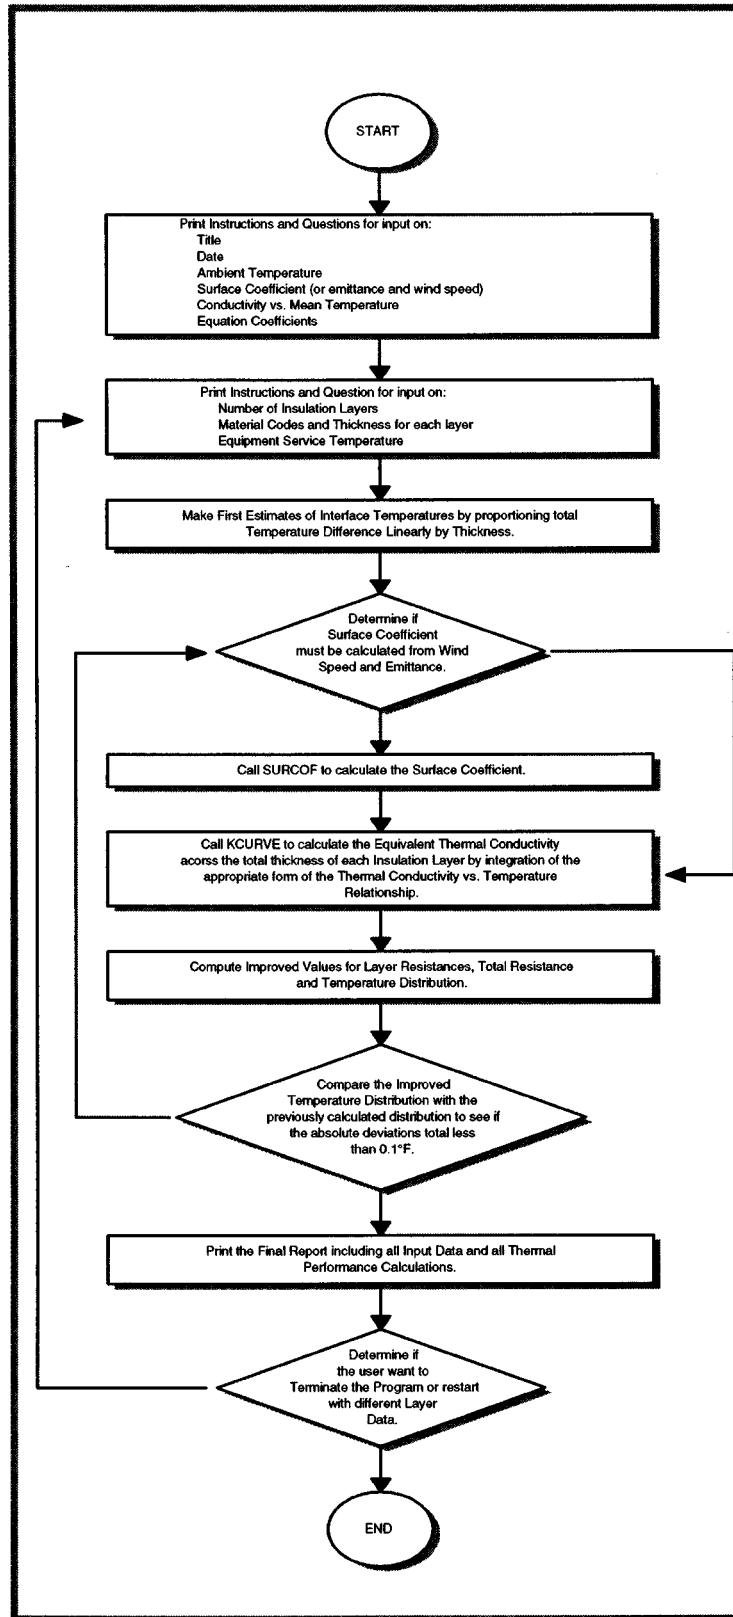 START
Print Instructions and Questions for input on:
Title
Date
Ambient Temperature
Surface Coefficient (or emittance and wind speed)
Conductivity vs. Mean Temperature
Equation Coefficients
Print Instructions and Question for input on:
Number of Insulation Layers
Material Codes and Thickness for each layer
Equipment Service Temperature
Make First Estimates of Interface Temperatures by proportioning total
Temperature Difference Linearly by Thickness.
Determine if
Surface Coefficient
must be calculated from Wind
Speed and Emittance.
Call SURCOF to calculate the Surface Coefficient.
Call KCURVE to calculate the Equivalent Thermal Conductivity
acorss the total thickness of each Insulation Layer by integration of the
appropriate form of the Thermal Conductivity vs. Temperature
Relationship.
Compute Improved Values for Layer Resistances, Total Resistance
and Temperature Distribution.
Compare the Improved
Temperature Distribution with the
previously calculated distribution to see if
the absolute deviations total less
than 0.1°F.
Print the Final Report including all Input Data and all Thermal
Performance Calculations.
Determine if
the user want to
Terminate the Program or restart
with different Layer
Data.
END